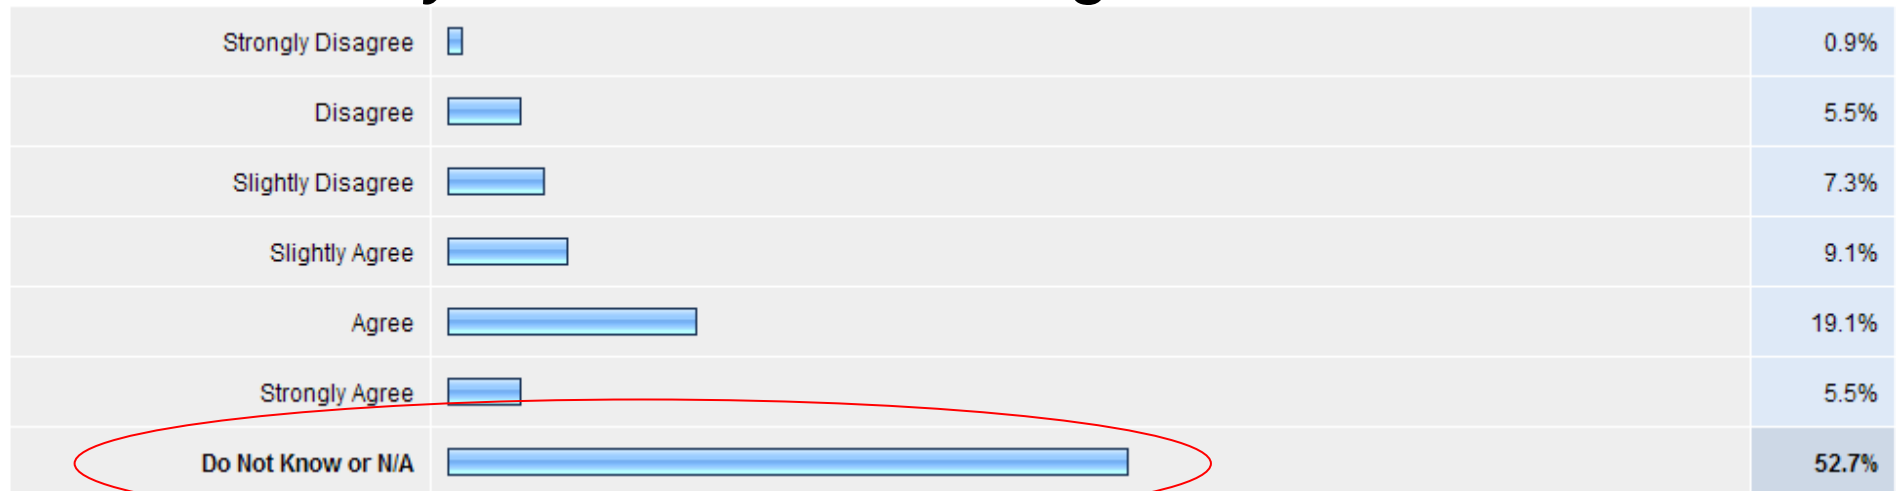 Strongly Disagree 0.9%
Disagree 5.5%
Slightly Disagree 7.3%
Slightly Agree 9.1%
Agree 19.1%
Strongly Agree 5.5%
Do Not Know or N/A 52.7%